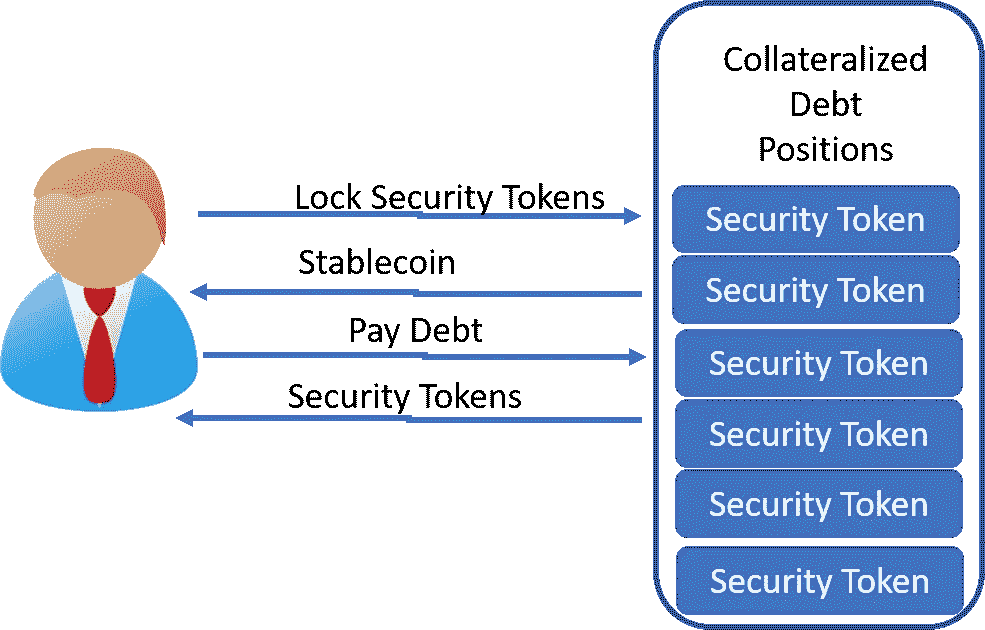 Collateralized
Debt
Positions
Lock Security Tokens
Stablecoin
Pay Debt
Security Tokens
Security Token
Security Token
Security Token
Security Token
Security Token
Security Token